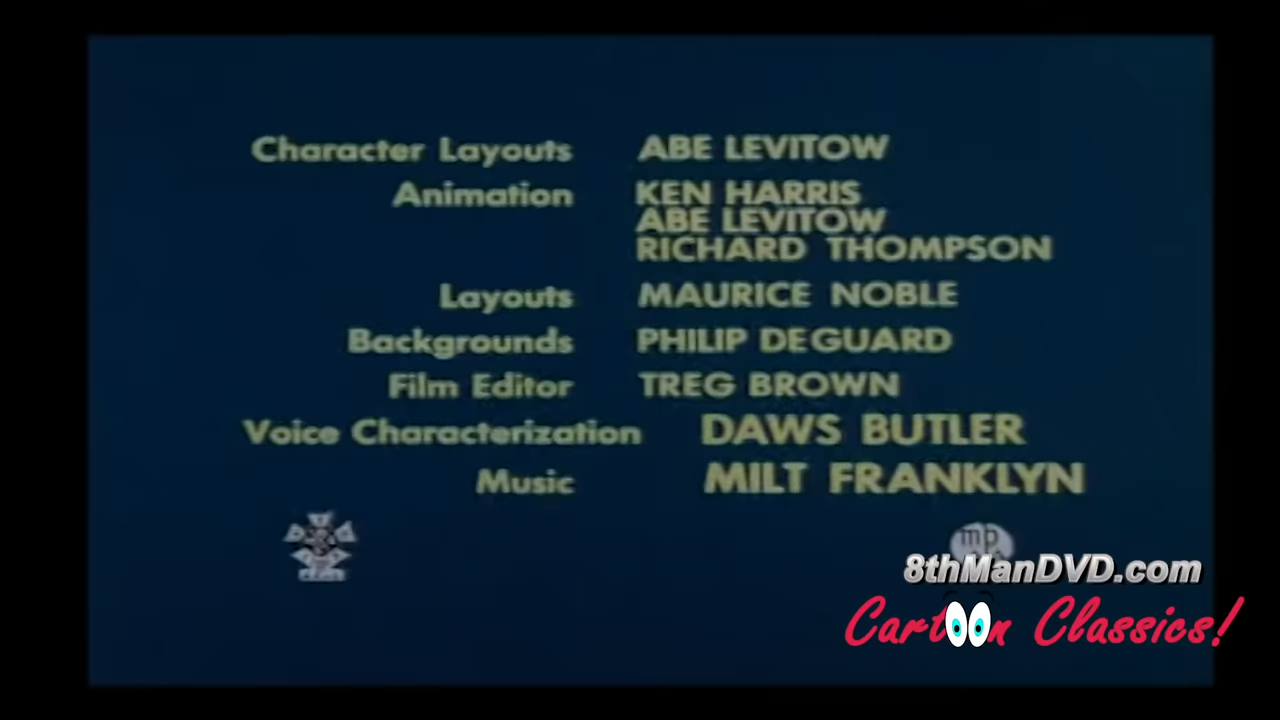 Character Layouts ABE LEVITOW
Animation KEN HARRIS
ABE LEVITOW
RICHARD THOMPSON
Layouts MAURICE NOBLE
Backgrounds PHILIP DEGUARD
Film Editor TREG BROWN
Voice Characterization DAWS BUTLER
Music MILT FRANKLYN
mp
8thManDVD.com
Cartoon Classics!